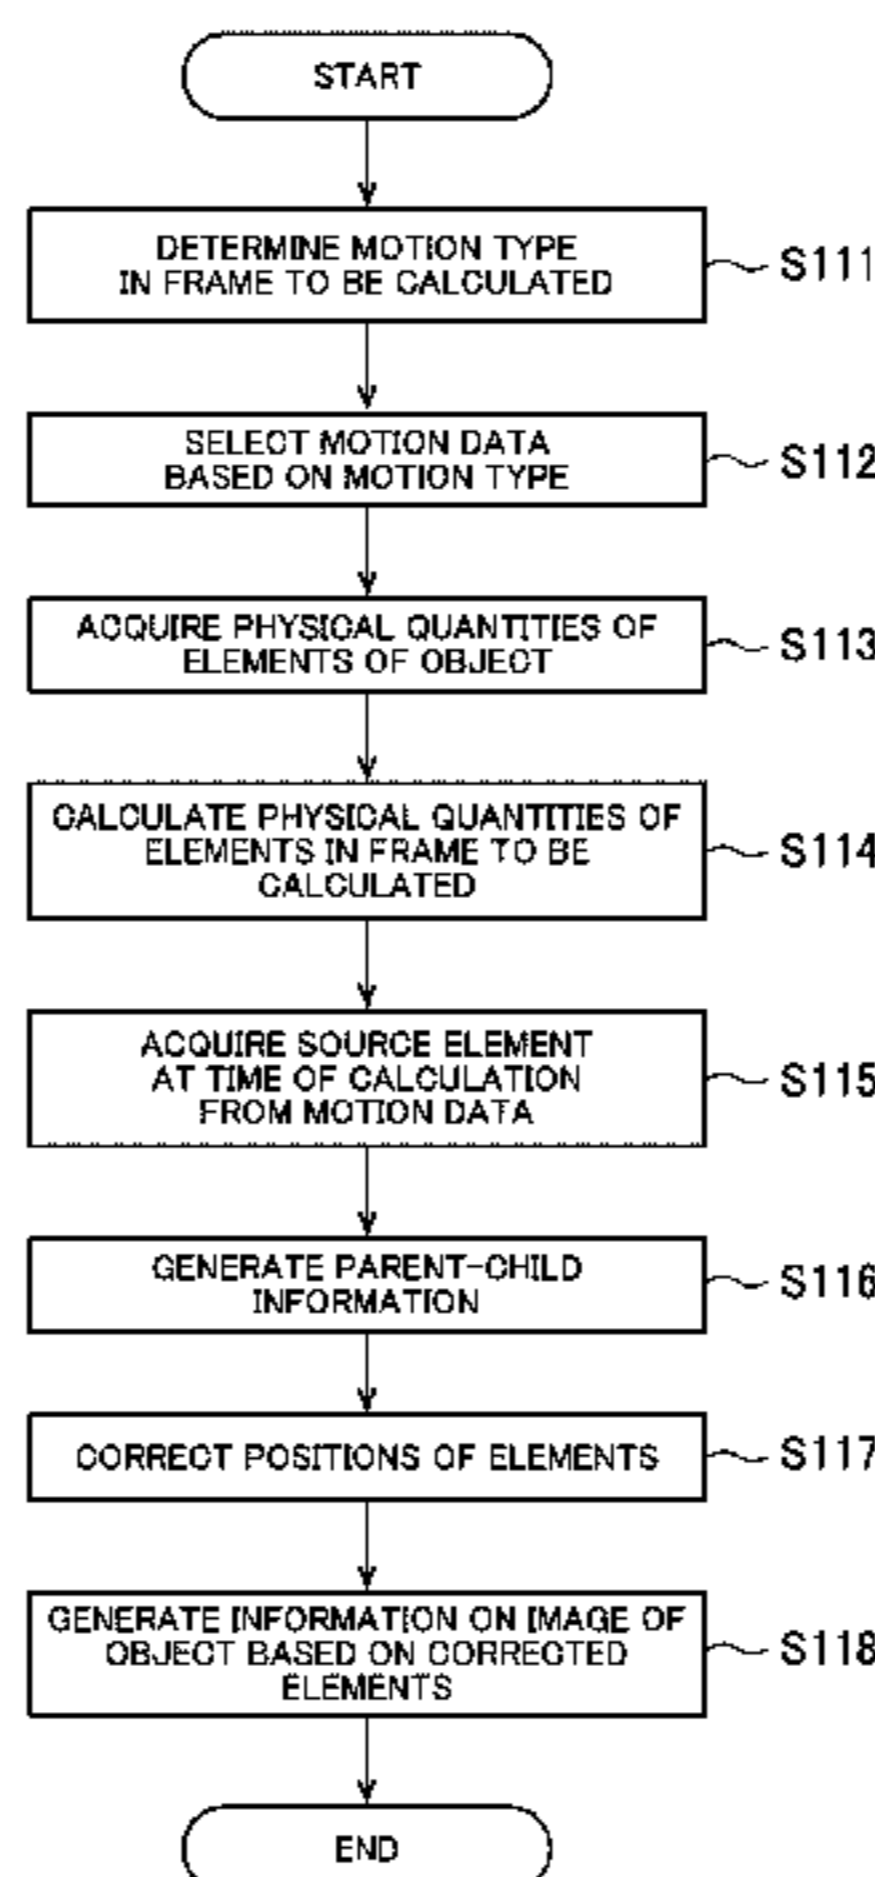 START
DETERMINE MOTION TYPE
IN FRAME TO BE CALCULATED
S111
SELECT MOTION DATA
BASED ON MOTION TYPE
S112
ACQUIRE PHYSICAL QUANTITIES OF
ELEMENTS OF OBJECT
S113
CALCULATE PHYSICAL QUANTITIES OF
ELEMENTS IN FRAME TO BE
CALCULATED
S114
ACQUIRE SOURCE ELEMENT
AT TIME OF CALCULATION
FROM MOTION DATA
S115
GENERATE PARENT-CHILD
INFORMATION
S116
CORRECT POSITIONS OF ELEMENTS
S117
GENERATE INFORMATION ON IMAGE OF
OBJECT BASED ON CORRECTED
ELEMENTS
S118
END